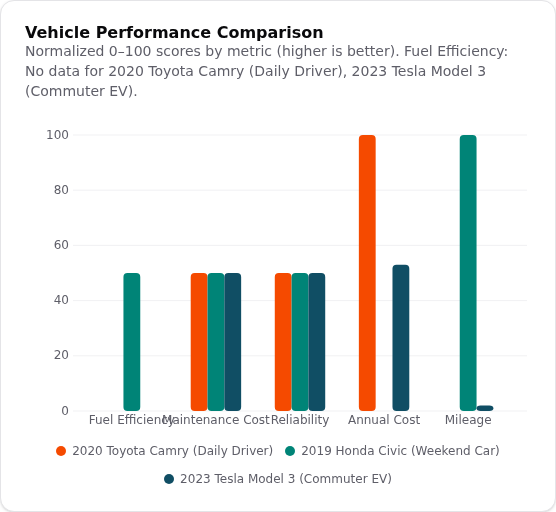 Vehicle Performance Comparison
Normalized 0–100 scores by metric (higher is better). Fuel Efficiency:
No data for 2020 Toyota Camry (Daily Driver), 2023 Tesla Model 3
(Commuter EV).
100
80
60
40
20
0
Fuel Efficiency Maintenance Cost Reliability Annual Cost Mileage
2020 Toyota Camry (Daily Driver) 2019 Honda Civic (Weekend Car)
2023 Tesla Model 3 (Commuter EV)